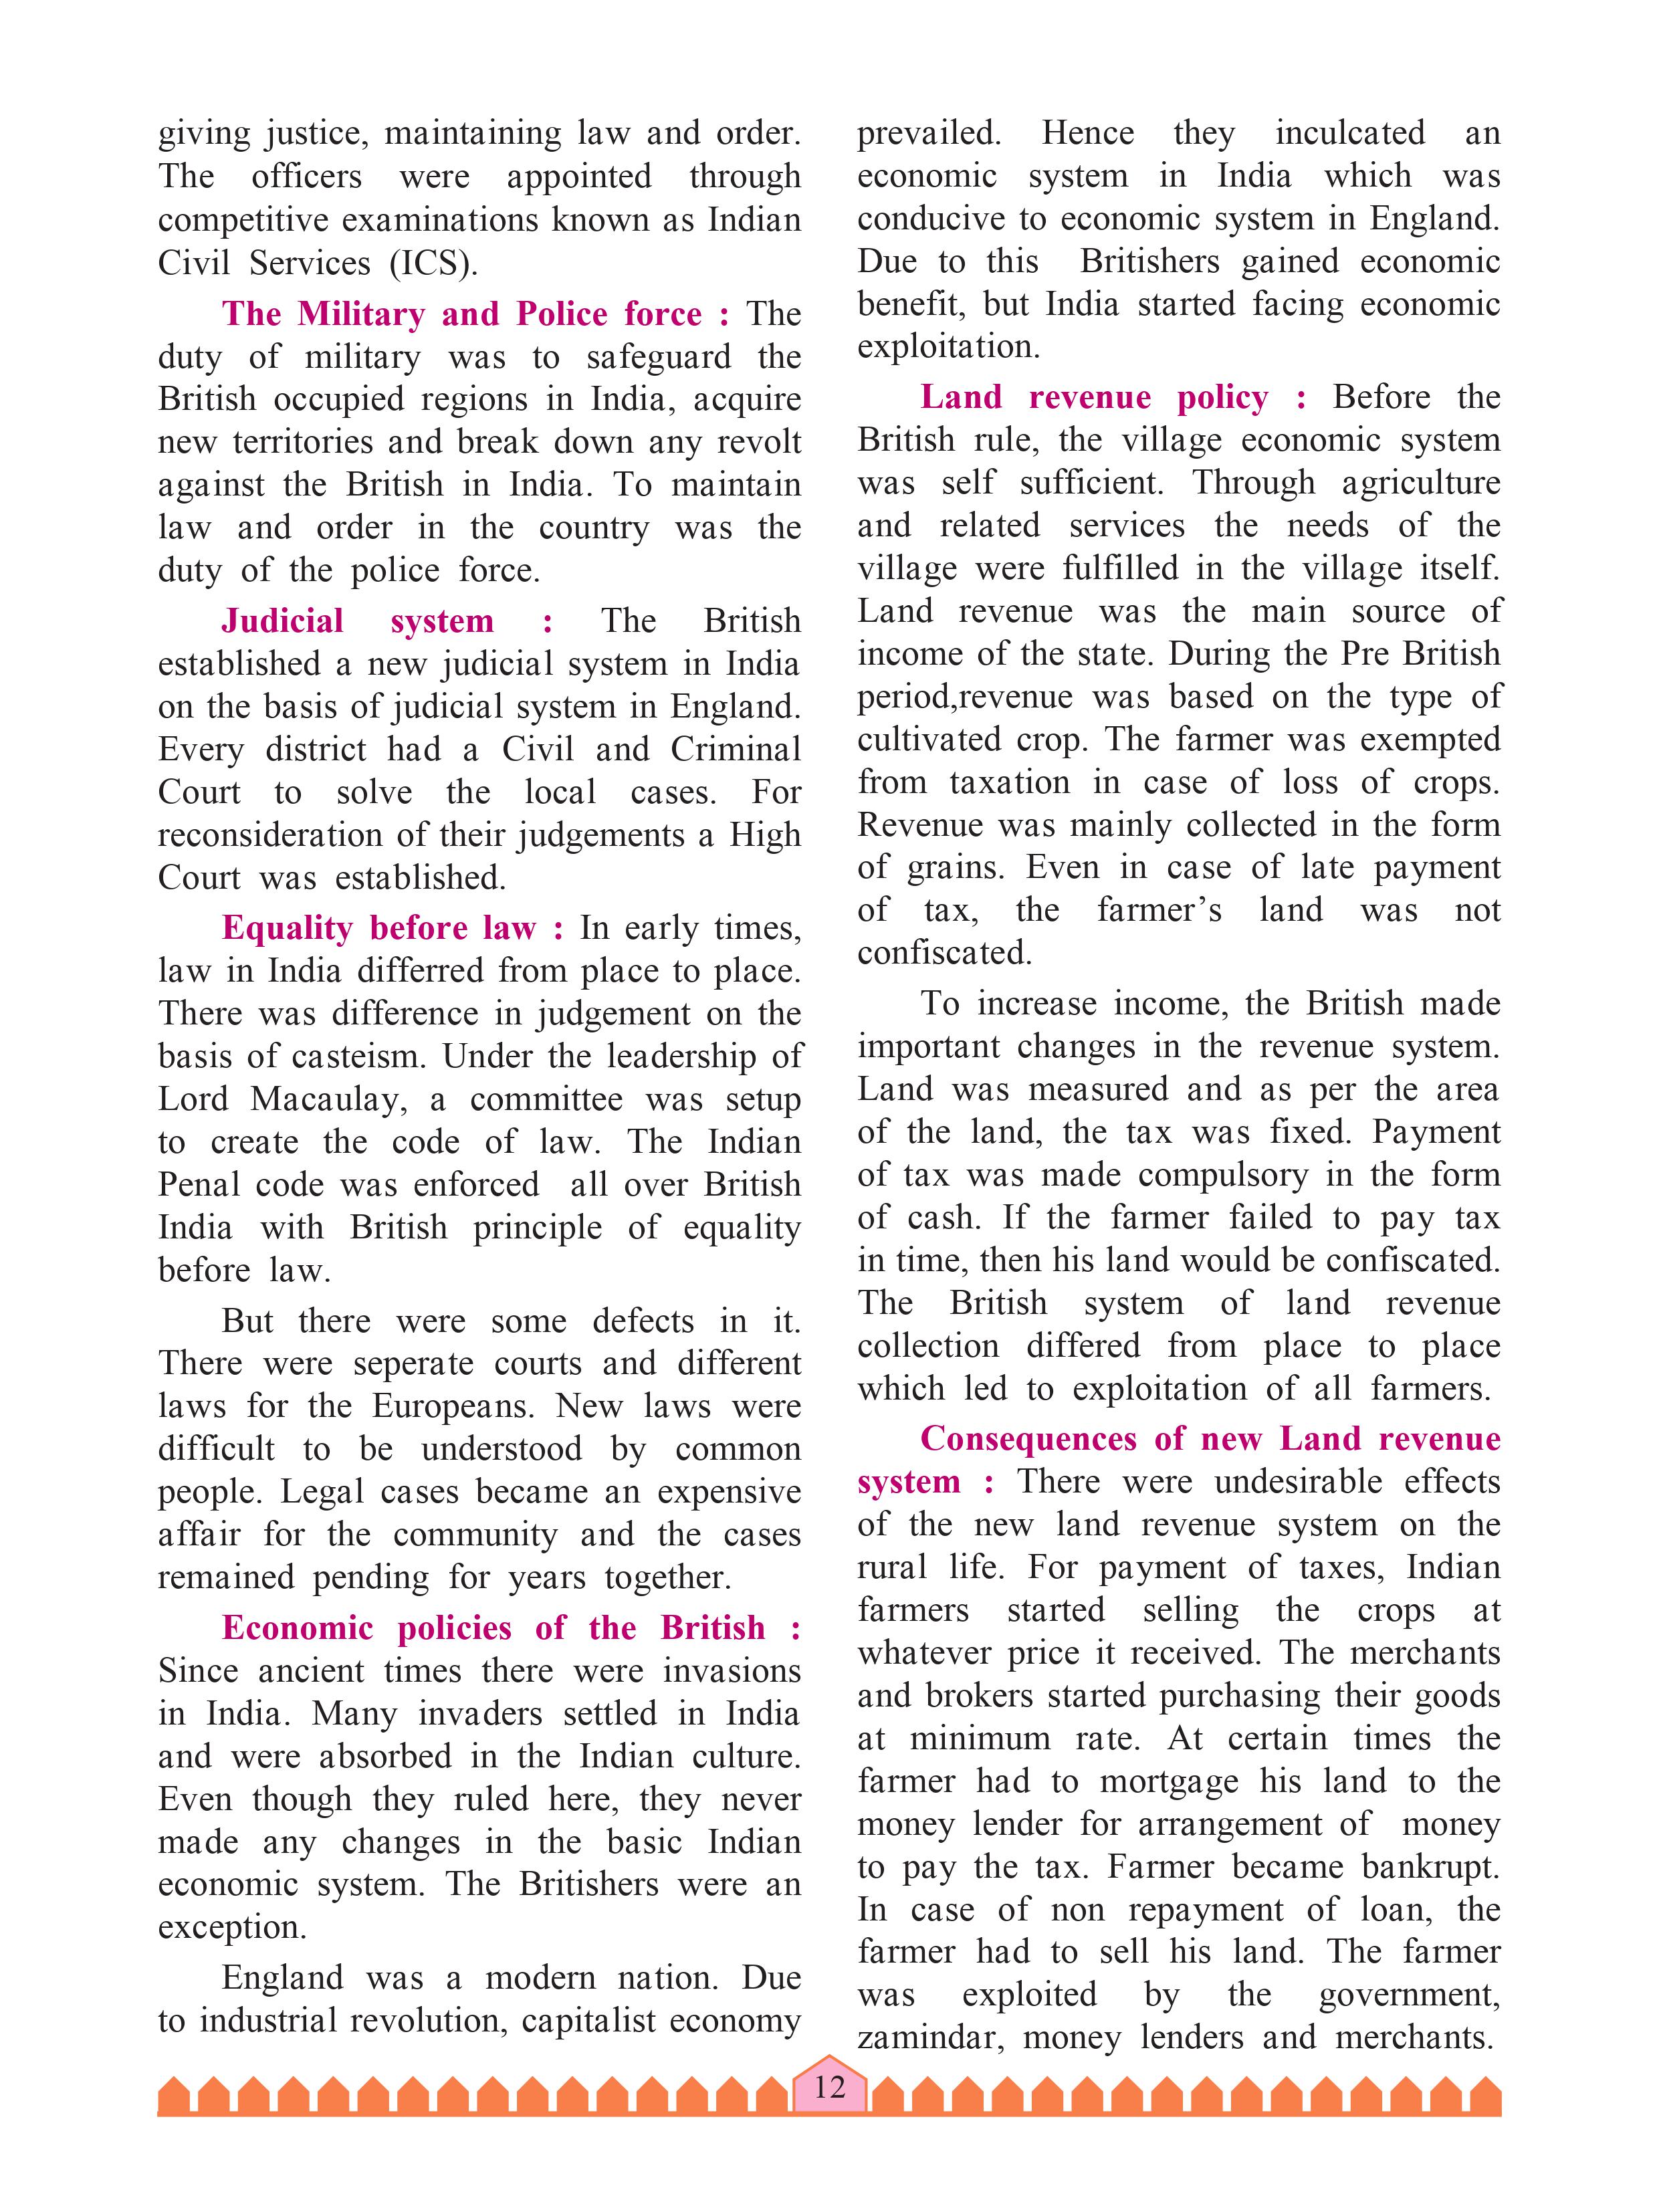 giving justice, maintaining law and order.
The officers were appointed through
competitive examinations known as Indian
Civil Services (ICS).
The Military and Police force : The
duty of military was to safeguard the
British occupied regions in India, acquire
new territories and break down any revolt
against the British in India. To maintain
law and order in the country was the
duty of the police force.
Judicial system : The British
established a new judicial system in India
on the basis of judicial system in England.
Every district had a Civil and Criminal
Court to solve the local cases. For
reconsideration of their judgements a High
Court was established.
Equality before law : In early times,
law in India differred from place to place.
There was difference in judgement on the
basis of casteism. Under the leadership of
Lord Macaulay, a committee was setup
to create the code of law. The Indian
Penal code was enforced all over British
India with British principle of equality
before law.
But there were some defects in it.
There were seperate courts and different
laws for the Europeans. New laws were
difficult to be understood by common
people. Legal cases became an expensive
affair for the community and the cases
remained pending for years together.
Economic policies of the British :
Since ancient times there were invasions
in India. Many invaders settled in India
and were absorbed in the Indian culture.
Even though they ruled here, they never
made any changes in the basic Indian
economic system. The Britishers were an
exception.
England was a modern nation. Due
to industrial revolution, capitalist economy
prevailed. Hence they inculcated an
economic system in India which was
conducive to economic system in England.
Due to this Britishers gained economic
benefit, but India started facing economic
exploitation.
Land revenue policy : Before the
British rule, the village economic system
was self sufficient. Through agriculture
and related services the needs of the
village were fulfilled in the village itself.
Land revenue was the main source of
income of the state. During the Pre British
period,revenue was based on the type of
cultivated crop. The farmer was exempted
from taxation in case of loss of crops.
Revenue was mainly collected in the form
of grains. Even in case of late payment
of tax, the farmer’s land was not
confiscated.
To increase income, the British made
important changes in the revenue system.
Land was measured and as per the area
of the land, the tax was fixed. Payment
of tax was made compulsory in the form
of cash. If the farmer failed to pay tax
in time, then his land would be confiscated.
The British system of land revenue
collection differed from place to place
which led to exploitation of all farmers.
Consequences of new Land revenue
system : There were undesirable effects
of the new land revenue system on the
rural life. For payment of taxes, Indian
farmers started selling the crops at
whatever price it received. The merchants
and brokers started purchasing their goods
at minimum rate. At certain times the
farmer had to mortgage his land to the
money lender for arrangement of money
to pay the tax. Farmer became bankrupt.
In case of non repayment of loan, the
farmer had to sell his land. The farmer
was exploited by the government,
zamindar, money lenders and merchants.
12